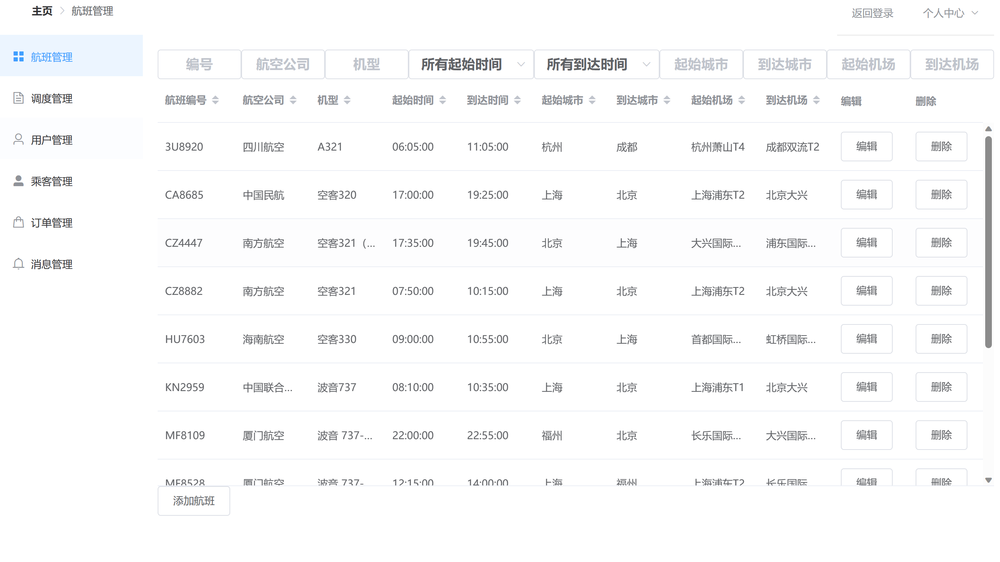 主页 > 航班管理
返回登录 个人中心
航班管理
调度管理
用户管理
乘客管理
订单管理
消息管理
编号 航空公司 机型 所有起始时间 所有到达时间 起始城市 到达城市 起始机场 到达机场
航班编号 航空公司 机型 起始时间 到达时间 起始城市 到达城市 起始机场 到达机场 编辑 删除
3U8920 四川航空 A321 06:05:00 11:05:00 杭州 成都 杭州萧山T4 成都双流T2 编辑 删除
CA8685 中国民航 空客320 17:00:00 19:25:00 上海 北京 上海浦东T2 北京大兴 编辑 删除
CZ4447 南方航空 空客321（... 17:35:00 19:45:00 北京 上海 大兴国际... 浦东国际... 编辑 删除
CZ8882 南方航空 空客321 07:50:00 10:15:00 上海 北京 上海浦东T2 北京大兴 编辑 删除
HU7603 海南航空 空客330 09:00:00 10:55:00 北京 上海 首都国际... 虹桥国际... 编辑 删除
KN2959 中国联合... 波音737 08:10:00 10:35:00 上海 北京 上海浦东T1 北京大兴 编辑 删除
MF8109 厦门航空 波音 737-... 22:00:00 22:55:00 福州 北京 长乐国际... 大兴国际... 编辑 删除
MF8528 厦门航空 波音 737- 12:15:00 14:00:00 上海 福州 上海浦东T2 长乐国际 编辑 删除
添加航班